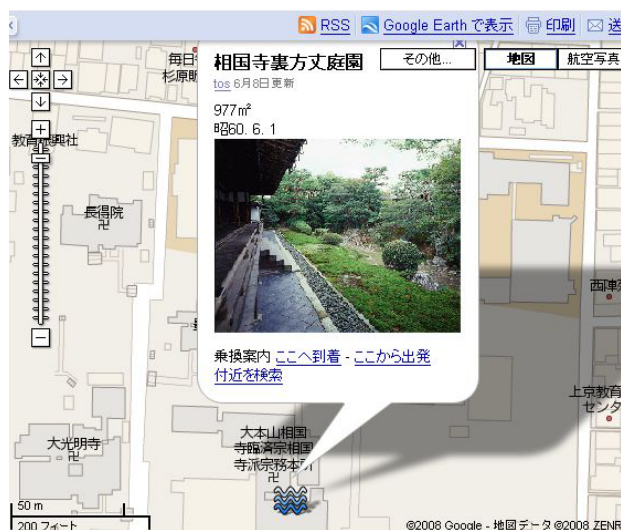 RSS Google Earth で表示 印刷 送
相国寺裏方丈庭園 その他...
tos 6月8日更新
977㎡
昭60. 6. 1
乗換案内 ここへ到着 - ここから出発
付近を検索
地図 航空写真
毎日
杉原
長得院
大光明寺
大本山相国
寺臨済宗相国
寺派宗務本所
西陣
上京教育
センタ
50 m
200 フィート
©2008 Google - 地図データ ©2008 ZENR